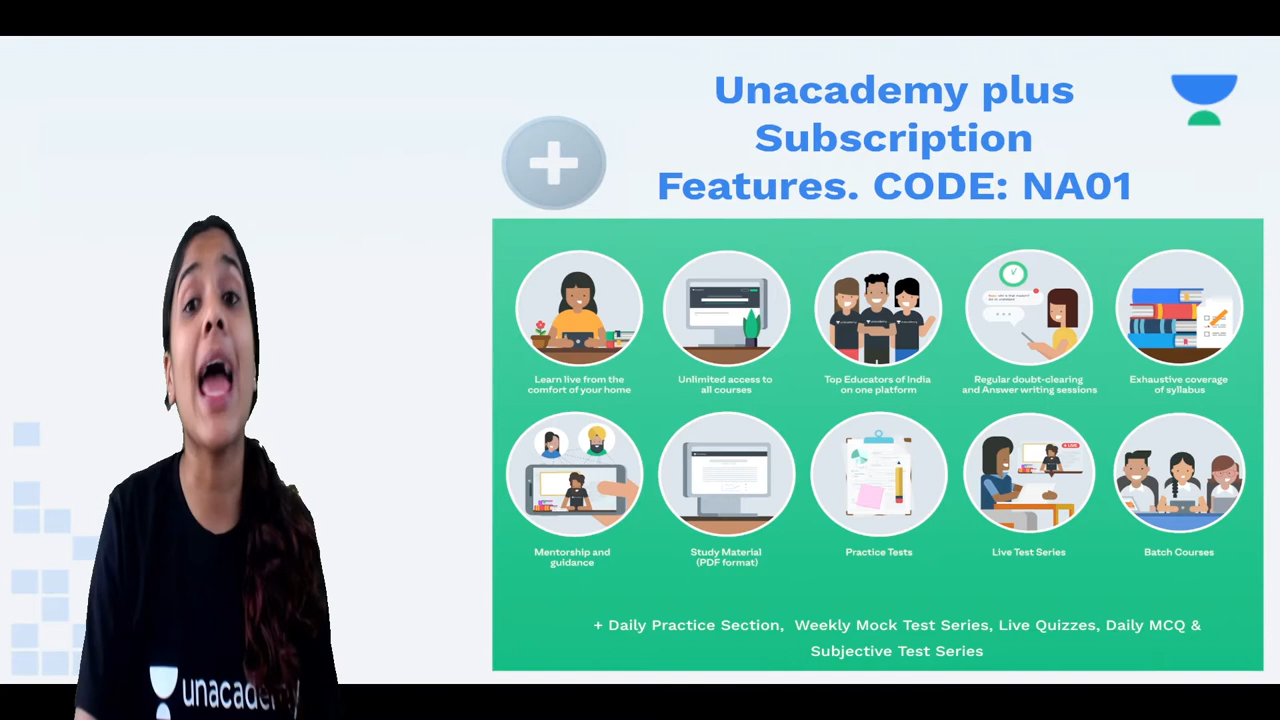 Unacademy plus
Subscription
Features. CODE: NA01
Learn live from the
comfort of your home
Unlimited access to
all courses
Top Educators of India
on one platform
Regular doubt-clearing
and Answer writing sessions
Exhaustive coverage
of syllabus
Mentorship and
guidance
Study Material
(PDF format)
Practice Tests
Live Test Series
LIVE
Batch Courses
+ Daily Practice Section, Weekly Mock Test Series, Live Quizzes, Daily MCQ &
Subjective Test Series
unacademy